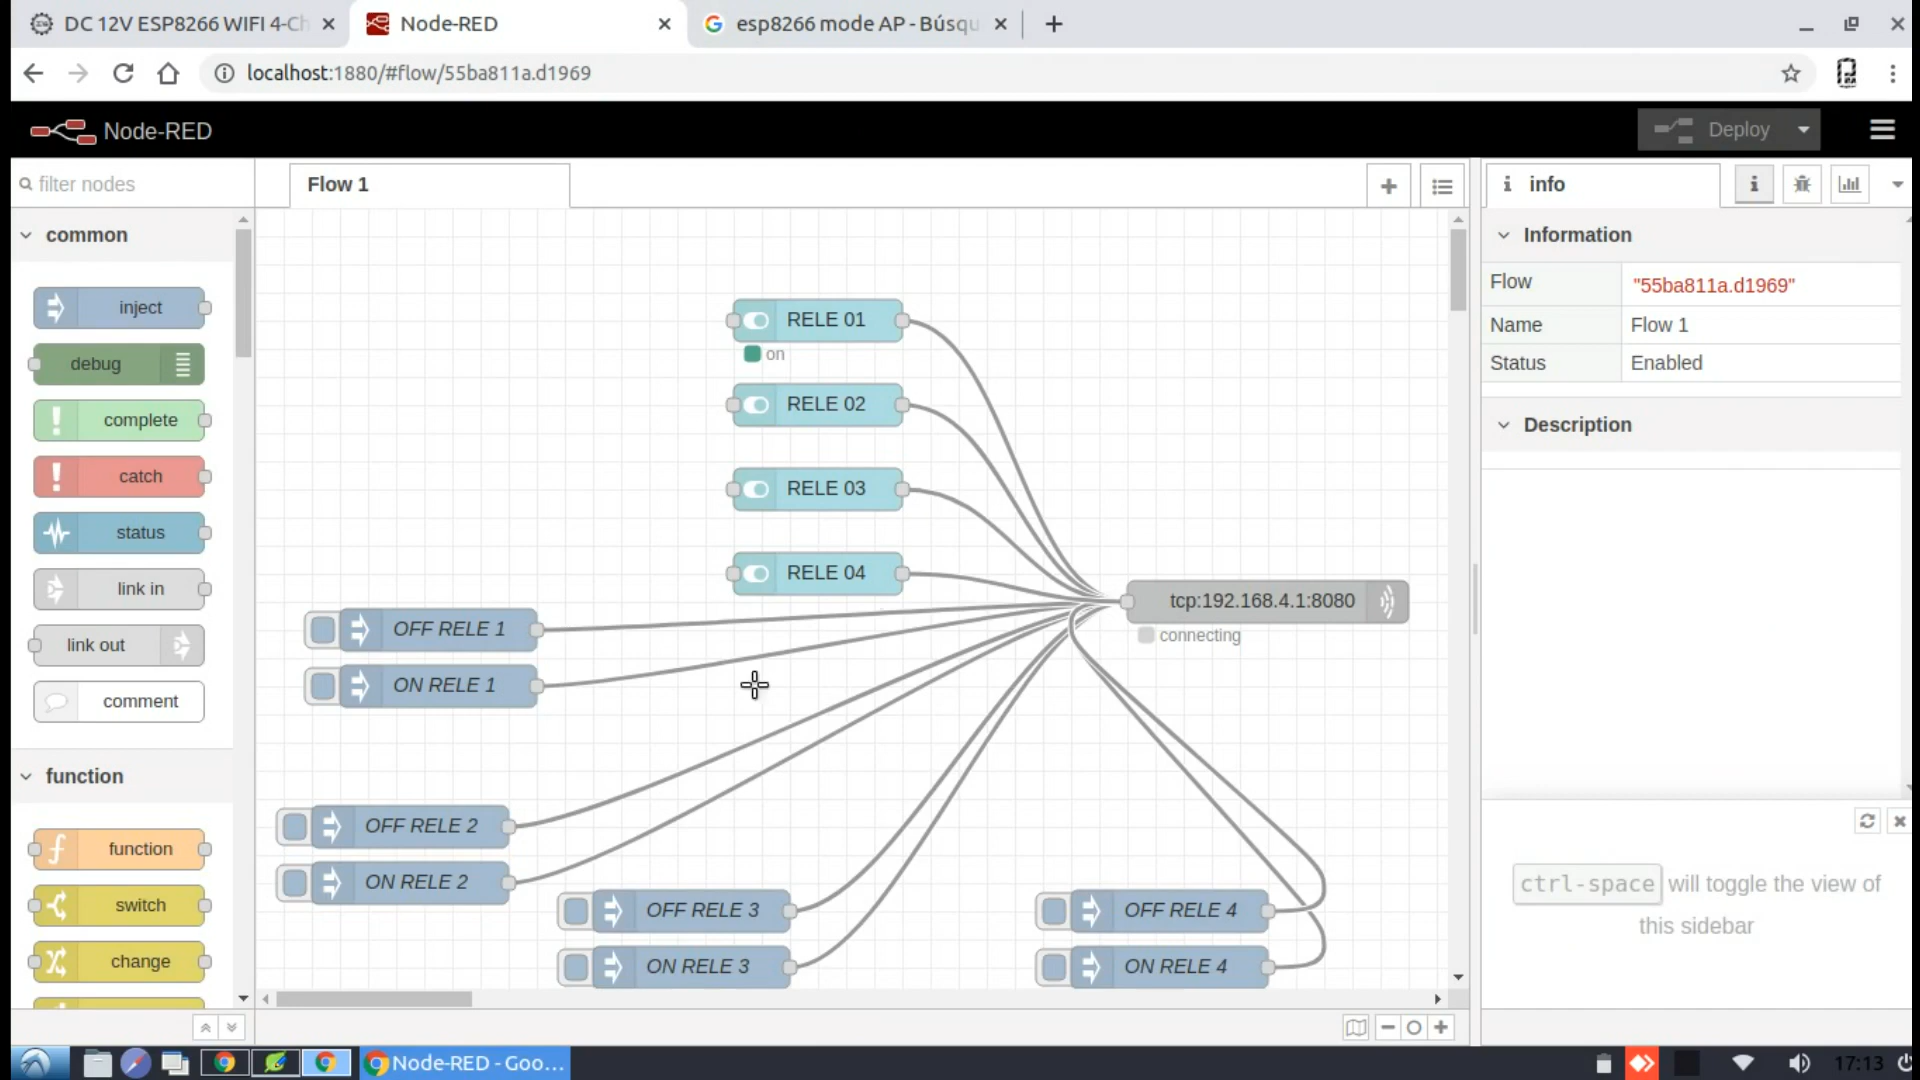 DC 12V ESP8266 WIFI 4-Ch
Node-RED
esp8266 mode AP - Búsqu
localhost:1880/#flow/55ba811a.d1969
Node-RED
Deploy
filter nodes
Flow 1
info
common
inject
debug
complete
catch
status
link in
link out
comment
function
function
switch
change
RELE 01
on
RELE 02
RELE 03
RELE 04
tcp:192.168.4.1:8080
connecting
OFF RELE 1
ON RELE 1
OFF RELE 2
ON RELE 2
OFF RELE 3
ON RELE 3
OFF RELE 4
ON RELE 4
Information
Flow "55ba811a.d1969"
Name Flow 1
Status Enabled
Description
ctrl-space will toggle the view of
this sidebar
Node-RED - Goo...
17:13